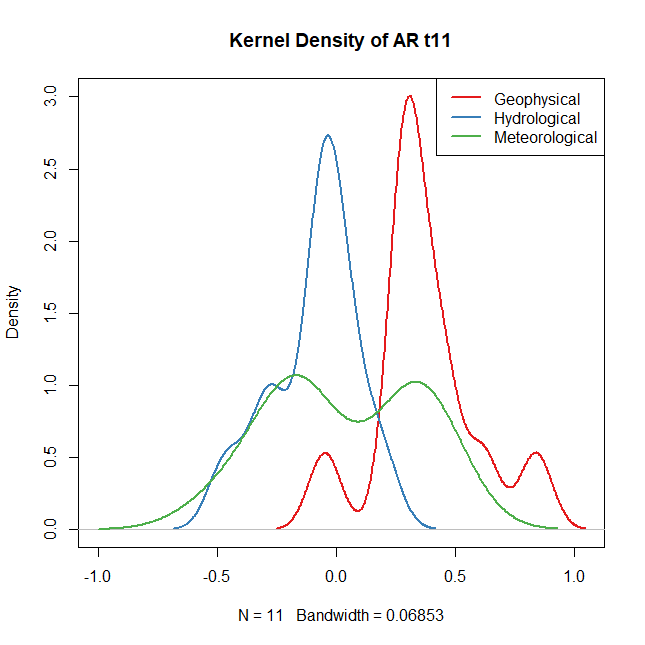 Kernel Density of AR t11
Geophysical
Hydrological
Meteorological
Density
3.0
2.5
2.0
1.5
1.0
0.5
0.0
-1.0
-0.5
0.0
0.5
1.0
N = 11 Bandwidth = 0.06853